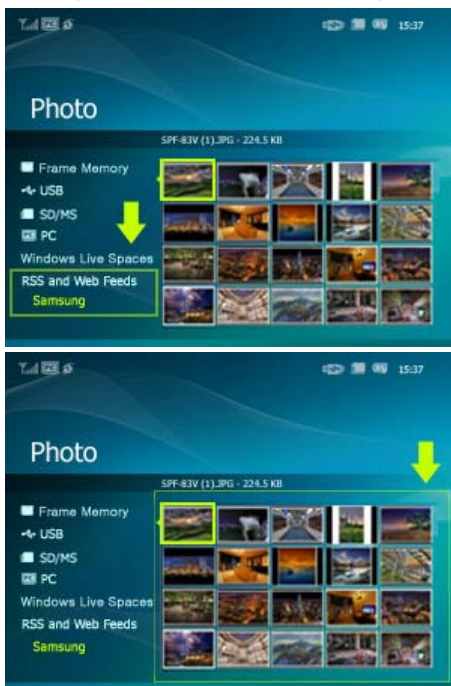 15:37
Photo
SPF-83V (1).JPG - 224.5 KB
Frame Memory
USB
SD/MS
PC
Windows Live Spaces
RSS and Web Feeds
Samsung
15:37
Photo
SPF-83V (1).JPG - 224.5 KB
Frame Memory
USB
SD/MS
PC
Windows Live Spaces
RSS and Web Feeds
Samsung